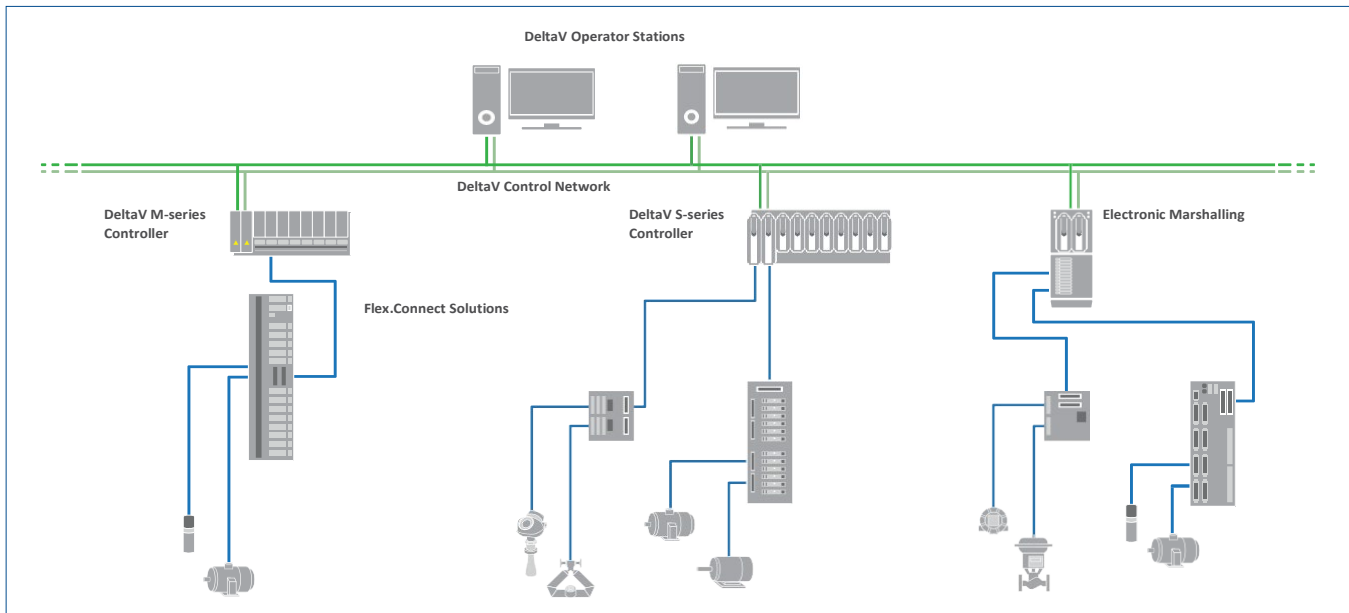 DeltaV Operator Stations
DeltaV Control Network
DeltaV M-series
Controller
DeltaV S-series
Controller
Electronic Marshalling
Flex.Connect Solutions